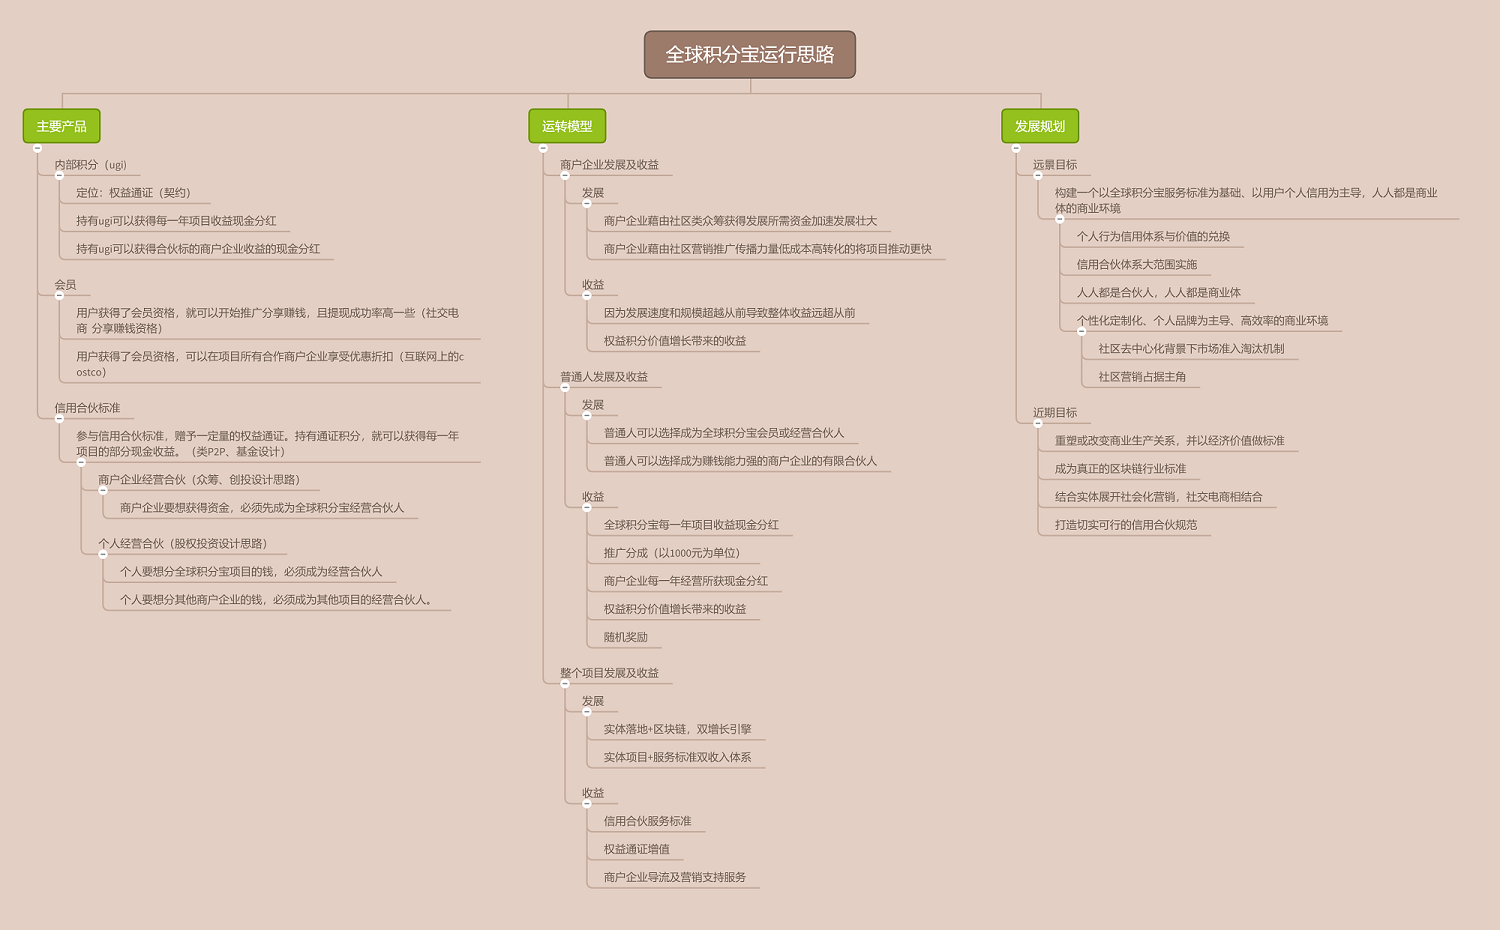 全球积分宝运行思路
主要产品
内部积分（ugi）
定位：权益通证（契约）
持有ugi可以获得每一年项目收益现金分红
持有ugi可以获得合伙标的商户企业收益的现金分红
会员
用户获得了会员资格，就可以开始推广分享赚钱，且提现成功率高一些（社交电
商 分享赚钱资格）
用户获得了会员资格，可以在项目所有合作商户企业享受优惠折扣（互联网上的c
ostco）
信用合伙标准
参与信用合伙标准，赠予一定量的权益通证。持有通证积分，就可以获得每一年
项目的部分现金收益。（类P2P、基金设计）
商户企业经营合伙（众筹、创投设计思路）
商户企业要想获得资金，必须先成为全球积分宝经营合伙人
个人经营合伙（股权投资设计思路）
个人要想分全球积分宝项目的钱，必须成为经营合伙人
个人要想分其他商户企业的钱，必须成为其他项目的经营合伙人。
运转模型
商户企业发展及收益
发展
商户企业藉由社区类众筹获得发展所需资金加速发展壮大
商户企业藉由社区营销推广传播力量低成本高转化的将项目推动更快
收益
因为发展速度和规模超越从前导致整体收益远超从前
权益积分价值增长带来的收益
普通人发展及收益
发展
普通人可以选择成为全球积分宝会员或经营合伙人
普通人可以选择成为赚钱能力强的商户企业的有限合伙人
收益
全球积分宝每一年项目收益现金分红
推广分成（以1000元为单位）
商户企业每一年经营所获现金分红
权益积分价值增长带来的收益
随机奖励
整个项目发展及收益
发展
实体落地+区块链，双增长引擎
实体项目+服务标准双收入体系
收益
信用合伙服务标准
权益通证增值
商户企业导流及营销支持服务
发展规划
远景目标
构建一个以全球积分宝服务标准为基础、以用户个人信用为主导，人人都是商业
体的商业环境
个人行为信用体系与价值的兑换
信用合伙体系大范围实施
人人都是合伙人，人人都是商业体
个性化定制化、个人品牌为主导、高效率的商业环境
社区去中心化背景下市场准入淘汰机制
社区营销占据主角
近期目标
重塑或改变商业生产关系，并以经济价值做标准
成为真正的区块链行业标准
结合实体展开社会化营销，社交电商相结合
打造切实可行的信用合伙规范